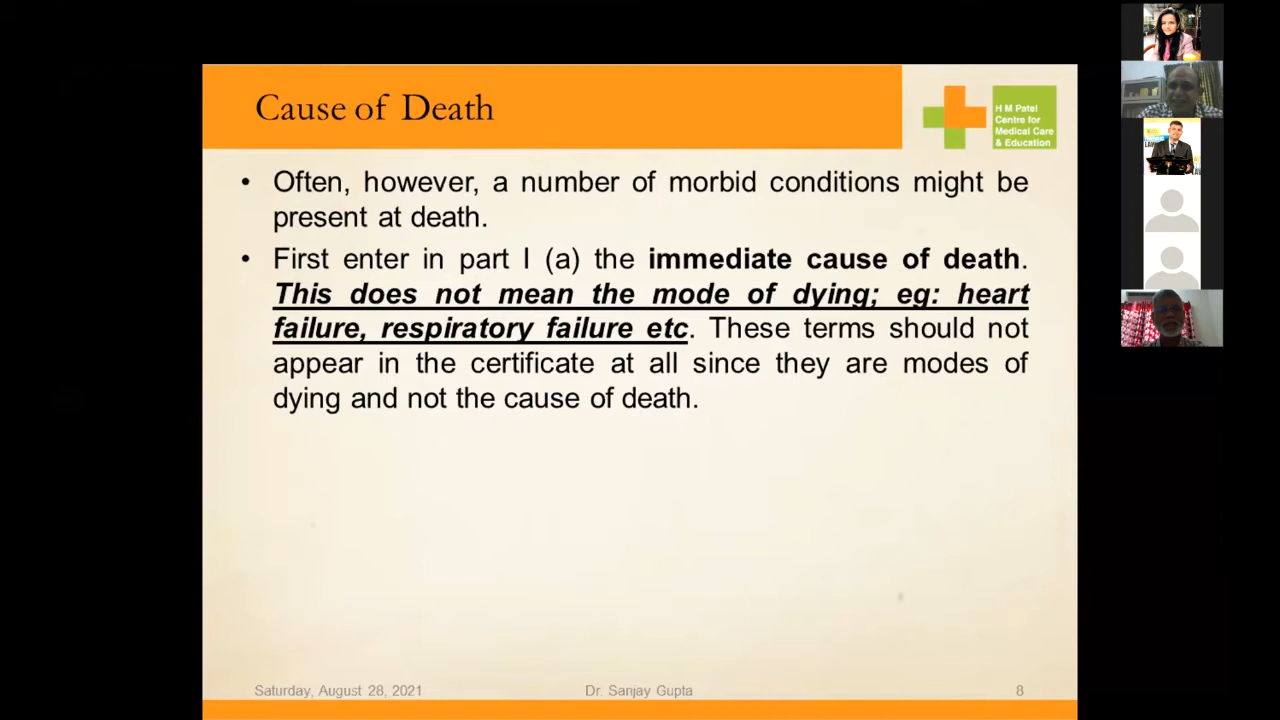 Cause of Death
H M Patel
Centre for
Medical Care
& Education
• Often, however, a number of morbid conditions might be
present at death.
• First enter in part I (a) the immediate cause of death.
This does not mean the mode of dying; eg: heart
failure, respiratory failure etc. These terms should not
appear in the certificate at all since they are modes of
dying and not the cause of death.
Saturday, August 28, 2021
Dr. Sanjay Gupta
8